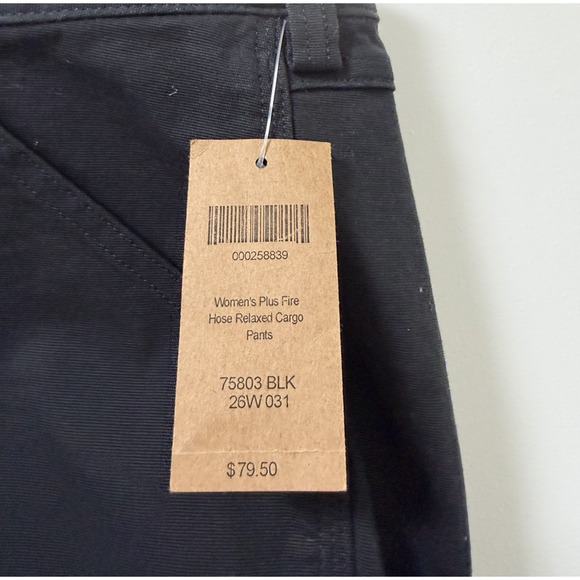 000258839
Women's Plus Fire
Hose Relaxed Cargo
Pants
75803 BLK
26W 031
$79.50